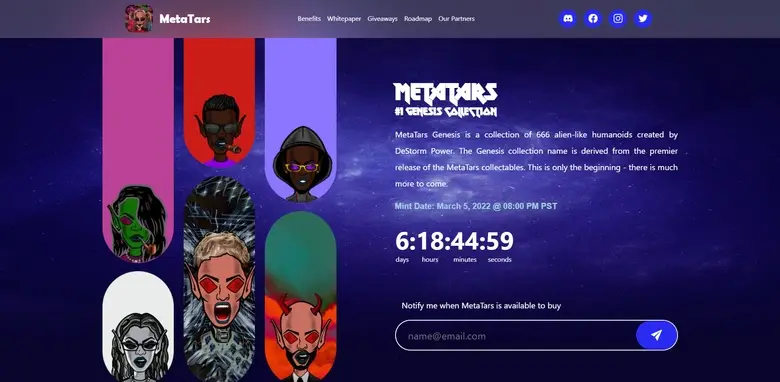 MetaTars
Benefits Whitepaper Giveaways Roadmap Our Partners
METATARS
#1 GENESIS COLLECTION
MetaTars Genesis is a collection of 666 alien-like humanoids created by
DeStorm Power. The Genesis collection name is derived from the premier
release of the MetaTars collectables. This is only the beginning - there is much
more to come.
Mint Date: March 5, 2022 @ 08:00 PM PST
6:18:44:59
days hours minutes seconds
Notify me when MetaTars is available to buy
name@email.com